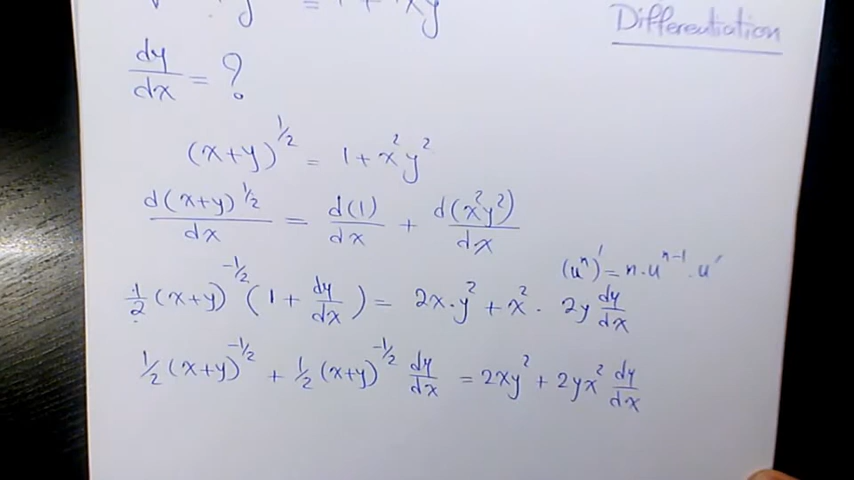 y = 1 + xy
Differentiation
dy/dx = ?
(x+y)^1/2 = 1 + x^2 y^2
d(x+y)^1/2 / dx = d(1)/dx + d(x^2y^2)/dx
(u^n)' = n.u^n-1 . u'
1/2 (x+y)^-1/2 (1 + dy/dx) = 2x.y^2 + x^2 . 2y dy/dx
1/2 (x+y)^-1/2 + 1/2 (x+y)^-1/2 dy/dx = 2xy^2 + 2yx^2 dy/dx